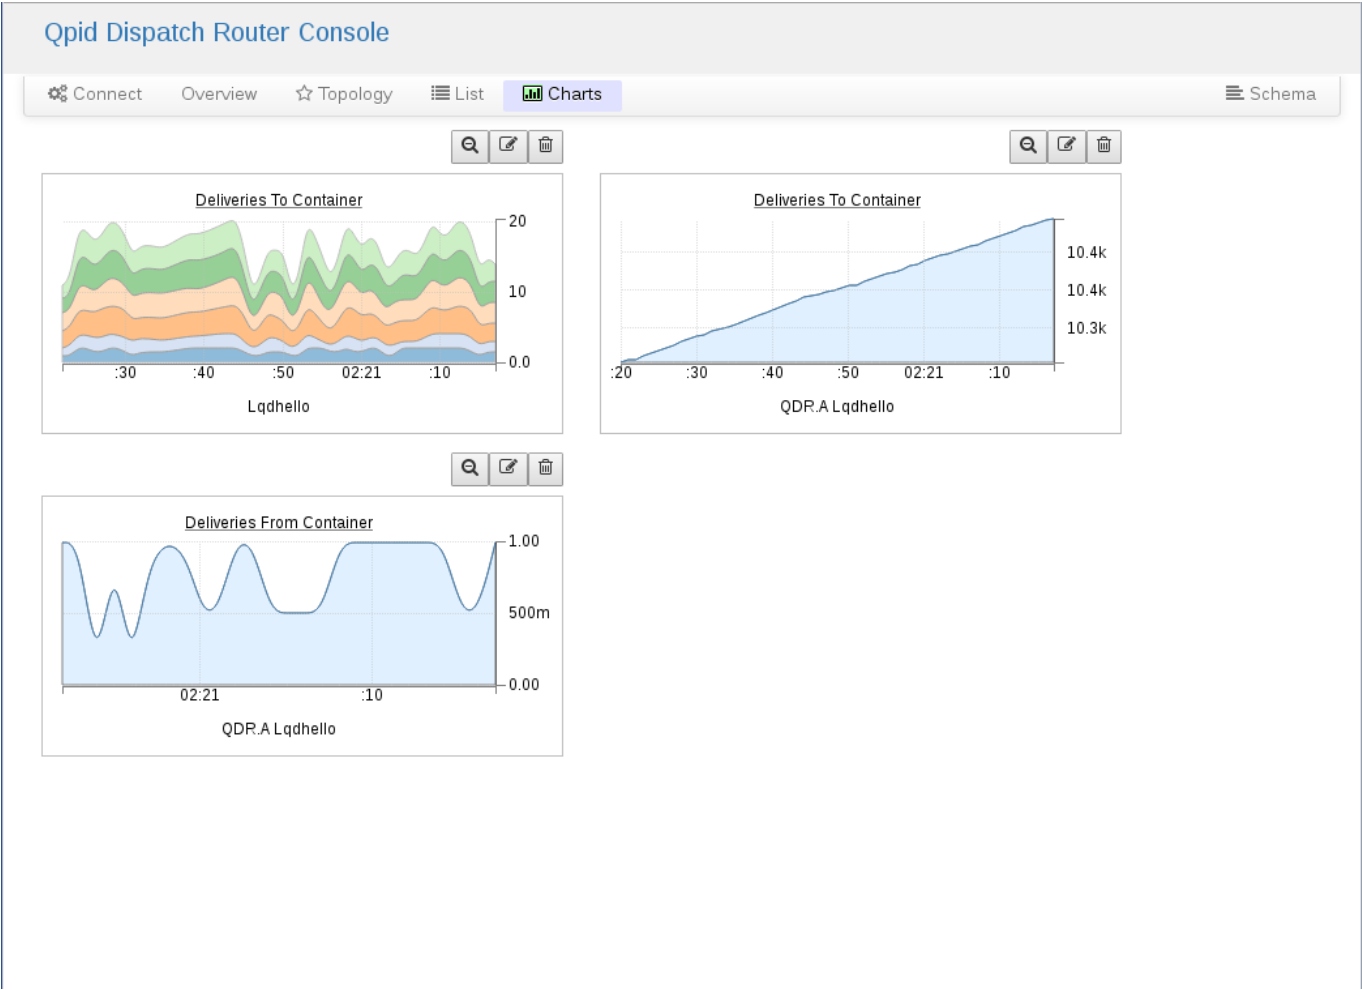 Qpid Dispatch Router Console
Connect Overview Topology List Charts Schema
Deliveries To Container
20
10
0.0
:30 :40 :50 02:21 :10
Lqdhello
Deliveries To Container
10.4k
10.4k
10.3k
:20 :30 :40 :50 02:21 :10
QDR.A Lqdhello
Deliveries From Container
1.00
500m
0.00
02:21 :10
QDR.A Lqdhello